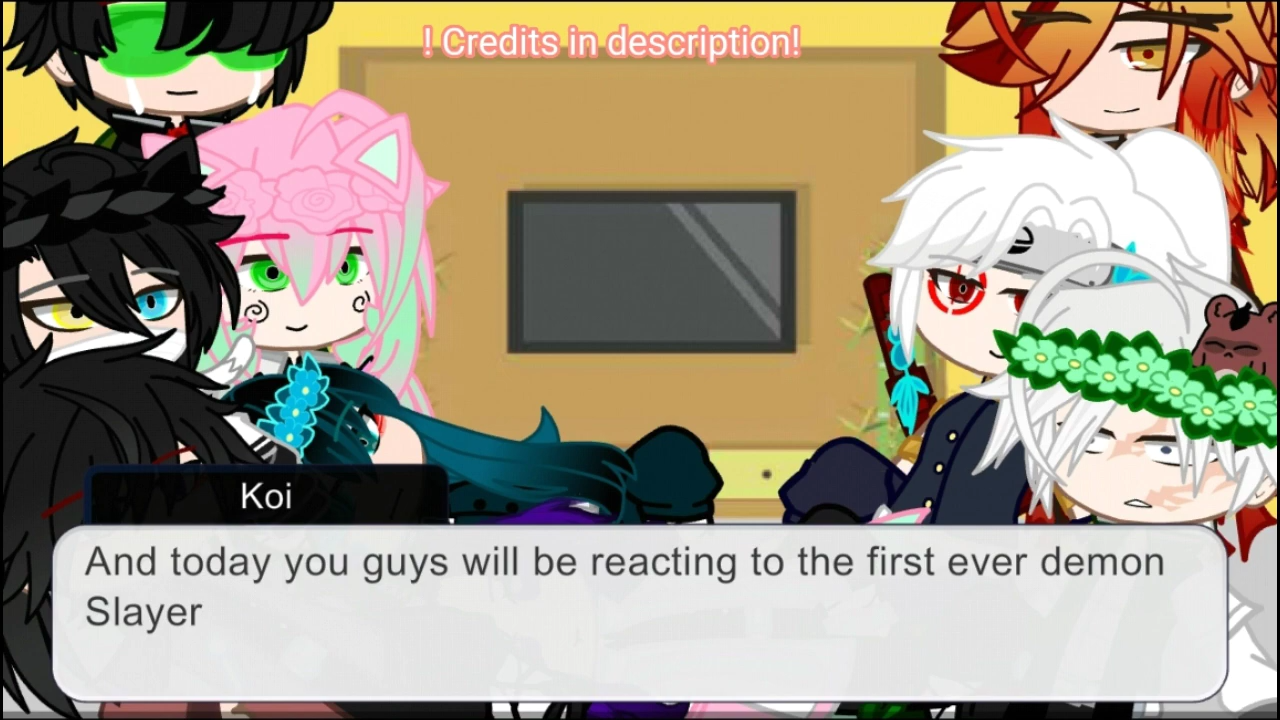 ! Credits in description!
Koi
And today you guys will be reacting to the first ever demon
Slayer